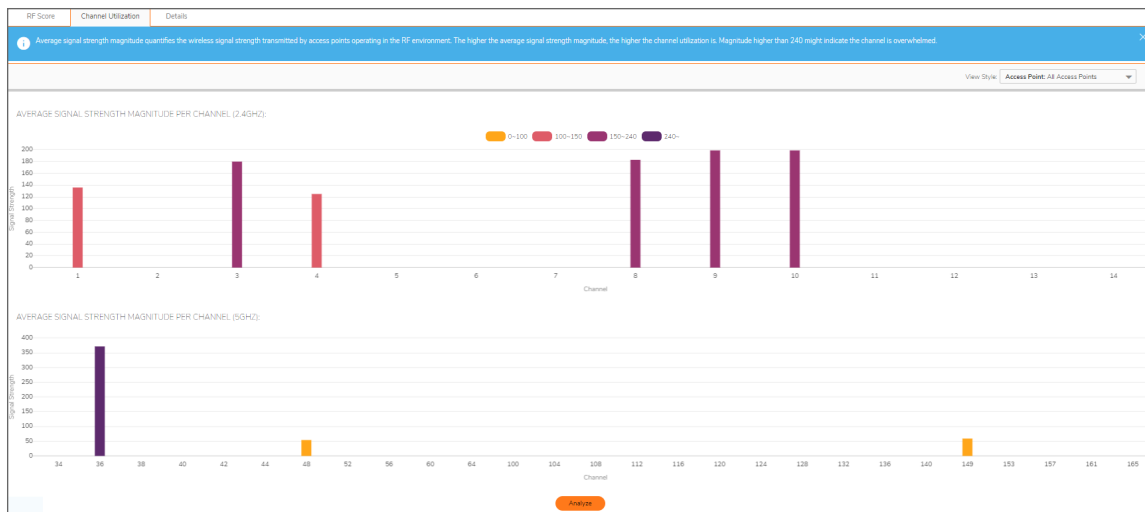 RF Score Channel Utilization Details
Average signal strength magnitude quantifies the wireless signal strength transmitted by access points operating in the RF environment. The higher the average signal strength magnitude, the higher the channel utilization is. Magnitude higher than 240 might indicate the channel is overwhelmed.
View Style: Access Point: All Access Points
AVERAGE SIGNAL STRENGTH MAGNITUDE PER CHANNEL (2.4GHZ):
0~100 100~150 150~240 240~
200
180
160
140
120
100
80
60
40
20
0
Signal Strength
1 2 3 4 5 6 7 8 9 10 11 12 13 14
Channel
AVERAGE SIGNAL STRENGTH MAGNITUDE PER CHANNEL (5GHZ):
400
350
300
250
200
150
100
50
0
Signal Strength
34 36 38 40 42 44 48 52 56 60 64 100 104 108 112 116 120 124 128 132 136 140 149 153 157 161 165
Channel
Analyze